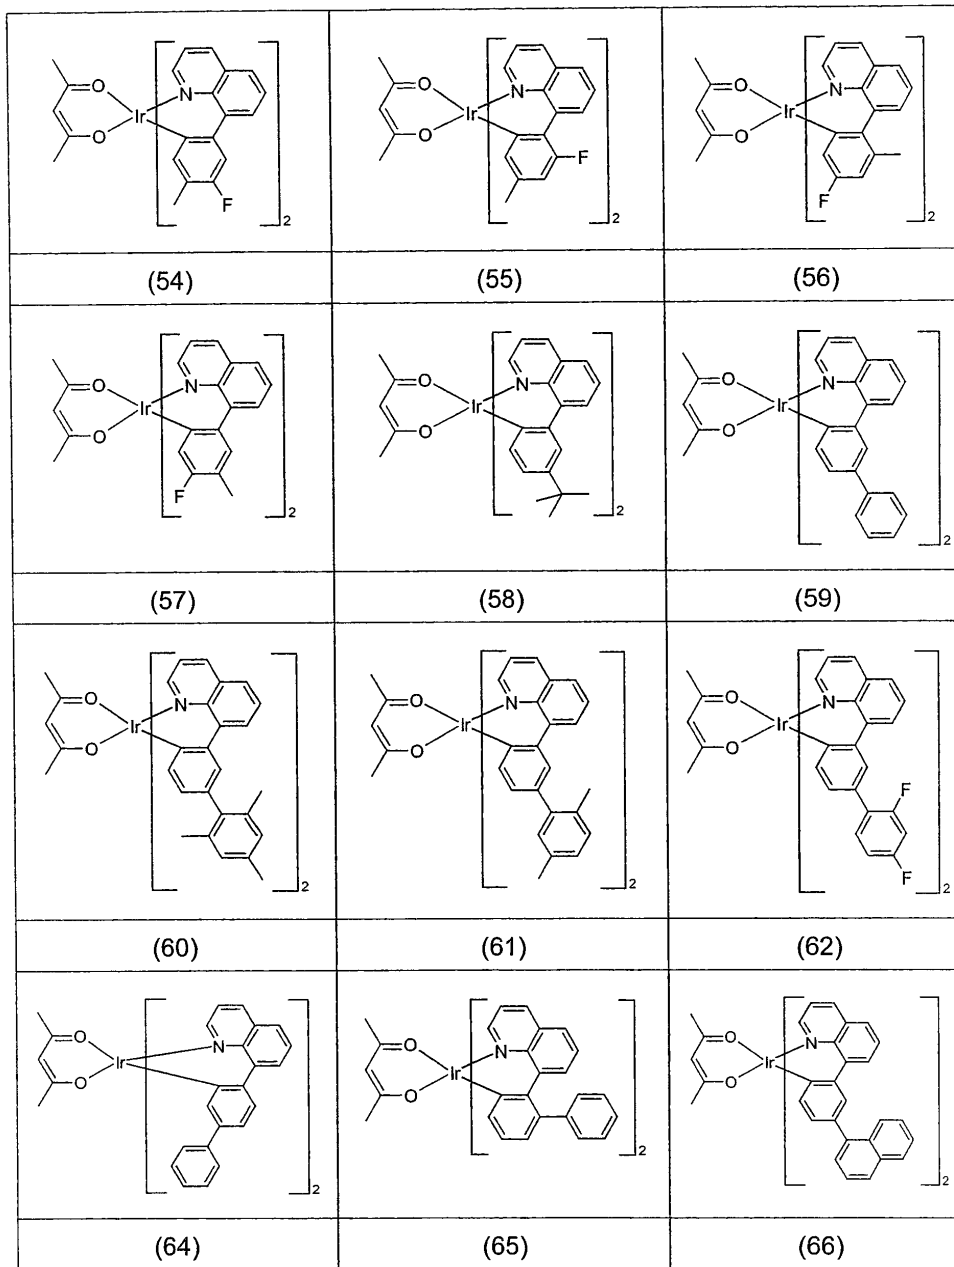 O N O N O N
Ir Ir Ir
O O F O
F F
2 2 2
(54) (55) (56)
O N O N O N
Ir Ir Ir
O O O
F
2 2 2
(57) (58) (59)
O N O N O N
Ir Ir Ir
O O O
F
F
2 2 2
(60) (61) (62)
O N O N O N
Ir Ir Ir
O O O
2 2 2
(64) (65) (66)